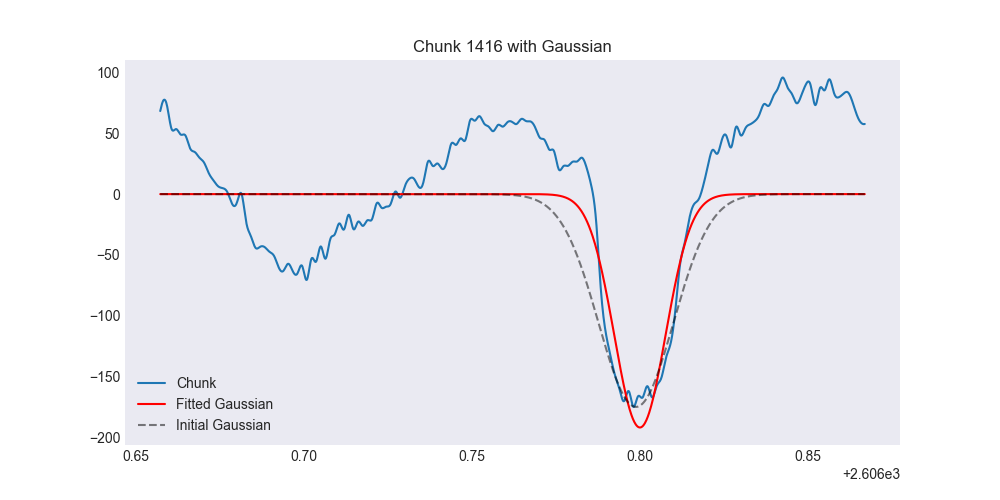 Chunk 1416 with Gaussian
100
50
0
−50
−100
−150
−200
Chunk
Fitted Gaussian
Initial Gaussian
0.65 0.70 0.75 0.80 0.85
+2.606e3